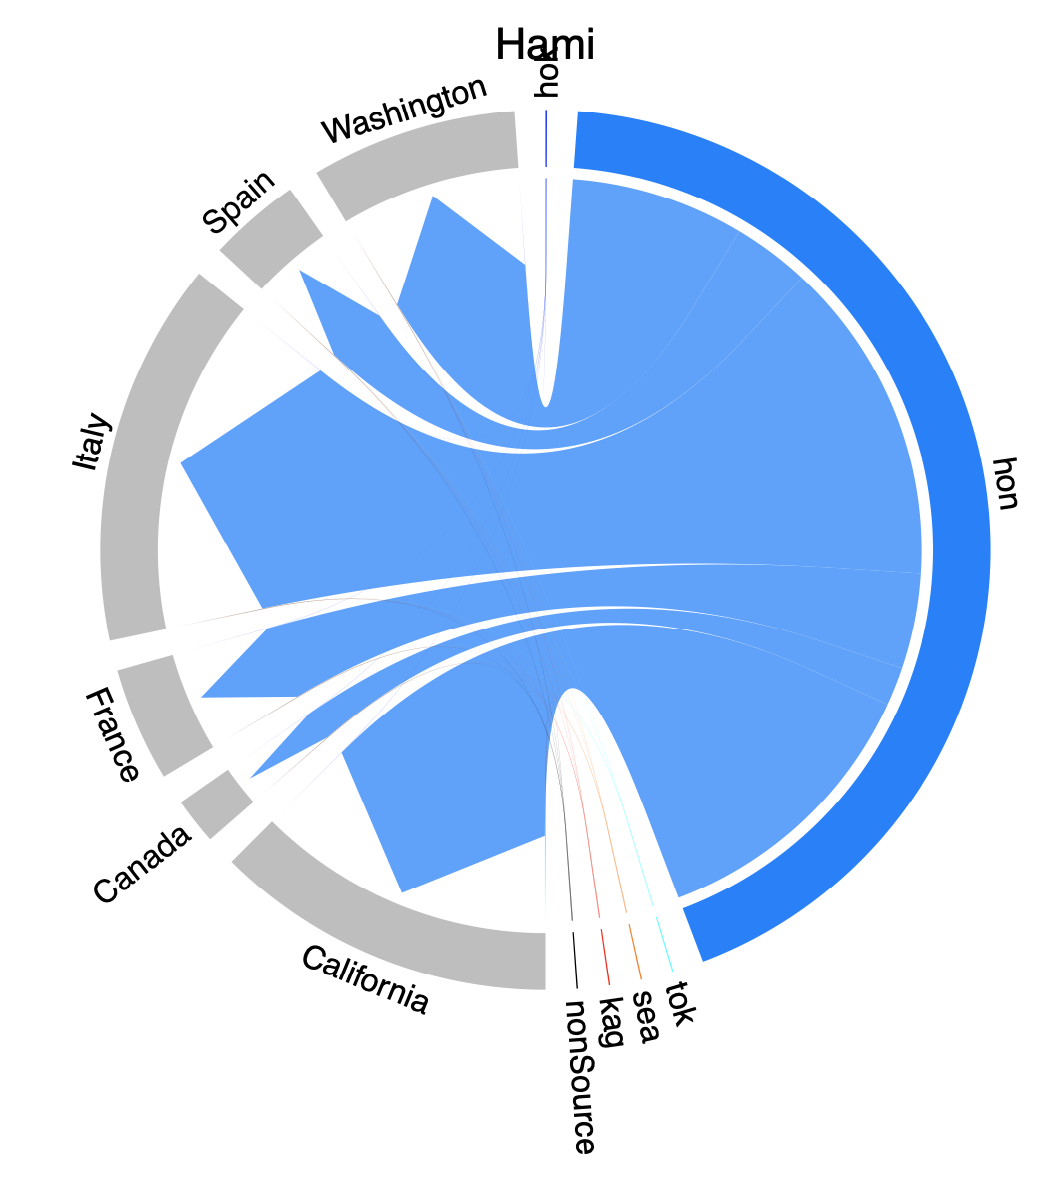 Hami
hok
Washington
Spain
Italy
hon
France
Canada
California
tok
sea
kag
nonSource